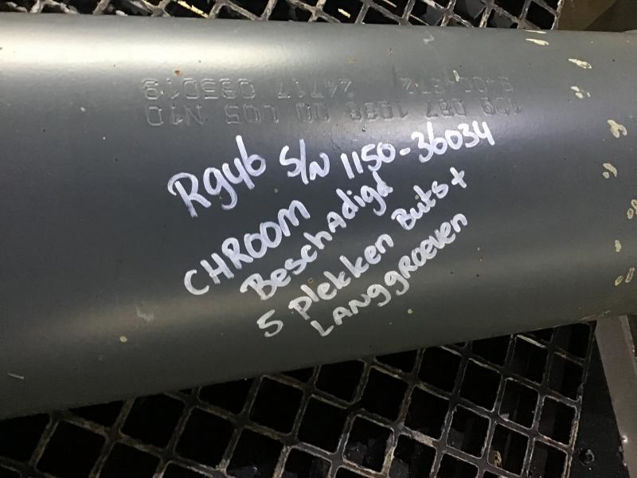 Rg46 S/N 1150-36034
CHROOM
Beschadigd
5 plekken Buts +
LANGGROEVEN